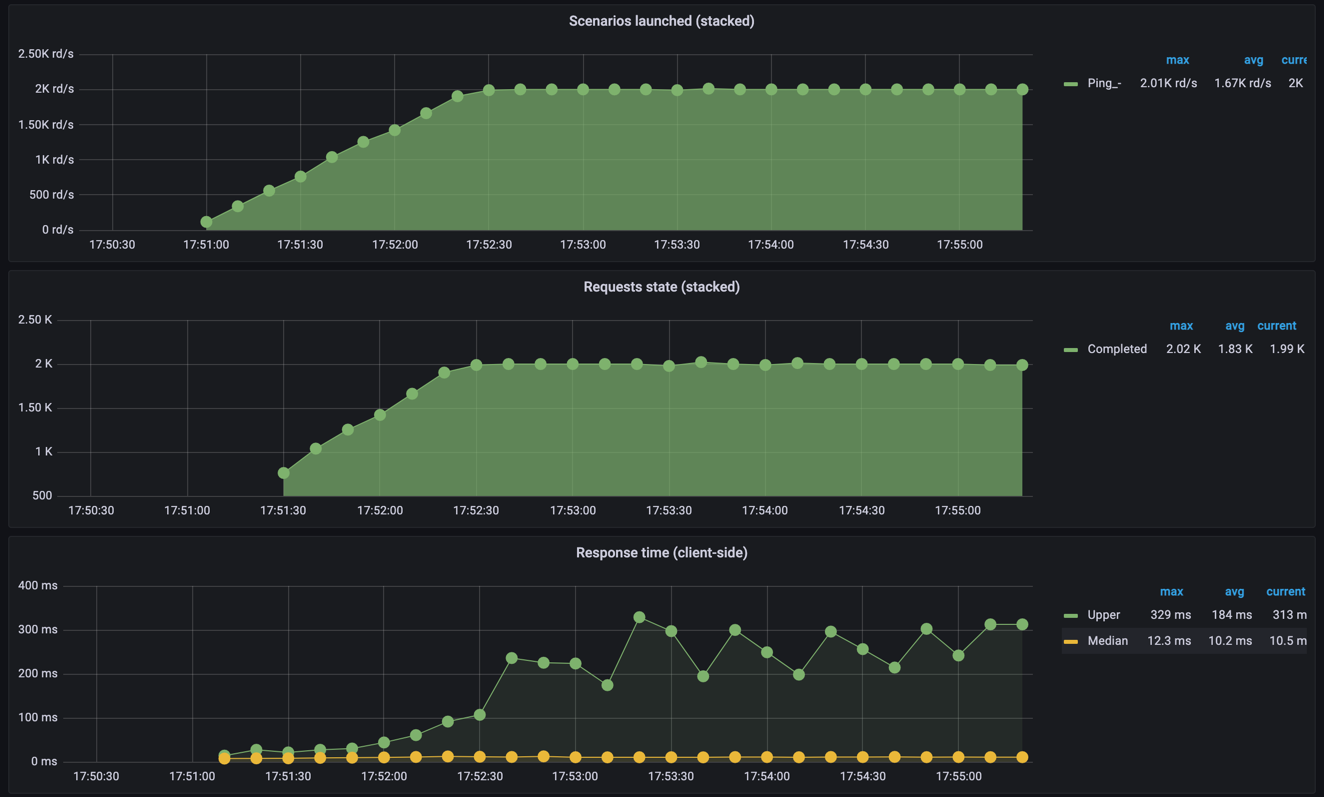 Scenarios launched (stacked)
2.50K rd/s
2K rd/s
1.50K rd/s
1K rd/s
500 rd/s
0 rd/s
17:50:30 17:51:00 17:51:30 17:52:00 17:52:30 17:53:00 17:53:30 17:54:00 17:54:30 17:55:00
max avg curre
Ping_- 2.01K rd/s 1.67K rd/s 2K
Requests state (stacked)
2.50 K
2 K
1.50 K
1 K
500
17:50:30 17:51:00 17:51:30 17:52:00 17:52:30 17:53:00 17:53:30 17:54:00 17:54:30 17:55:00
max avg current
Completed 2.02 K 1.83 K 1.99 K
Response time (client-side)
400 ms
300 ms
200 ms
100 ms
0 ms
17:50:30 17:51:00 17:51:30 17:52:00 17:52:30 17:53:00 17:53:30 17:54:00 17:54:30 17:55:00
max avg current
Upper 329 ms 184 ms 313 m
Median 12.3 ms 10.2 ms 10.5 m